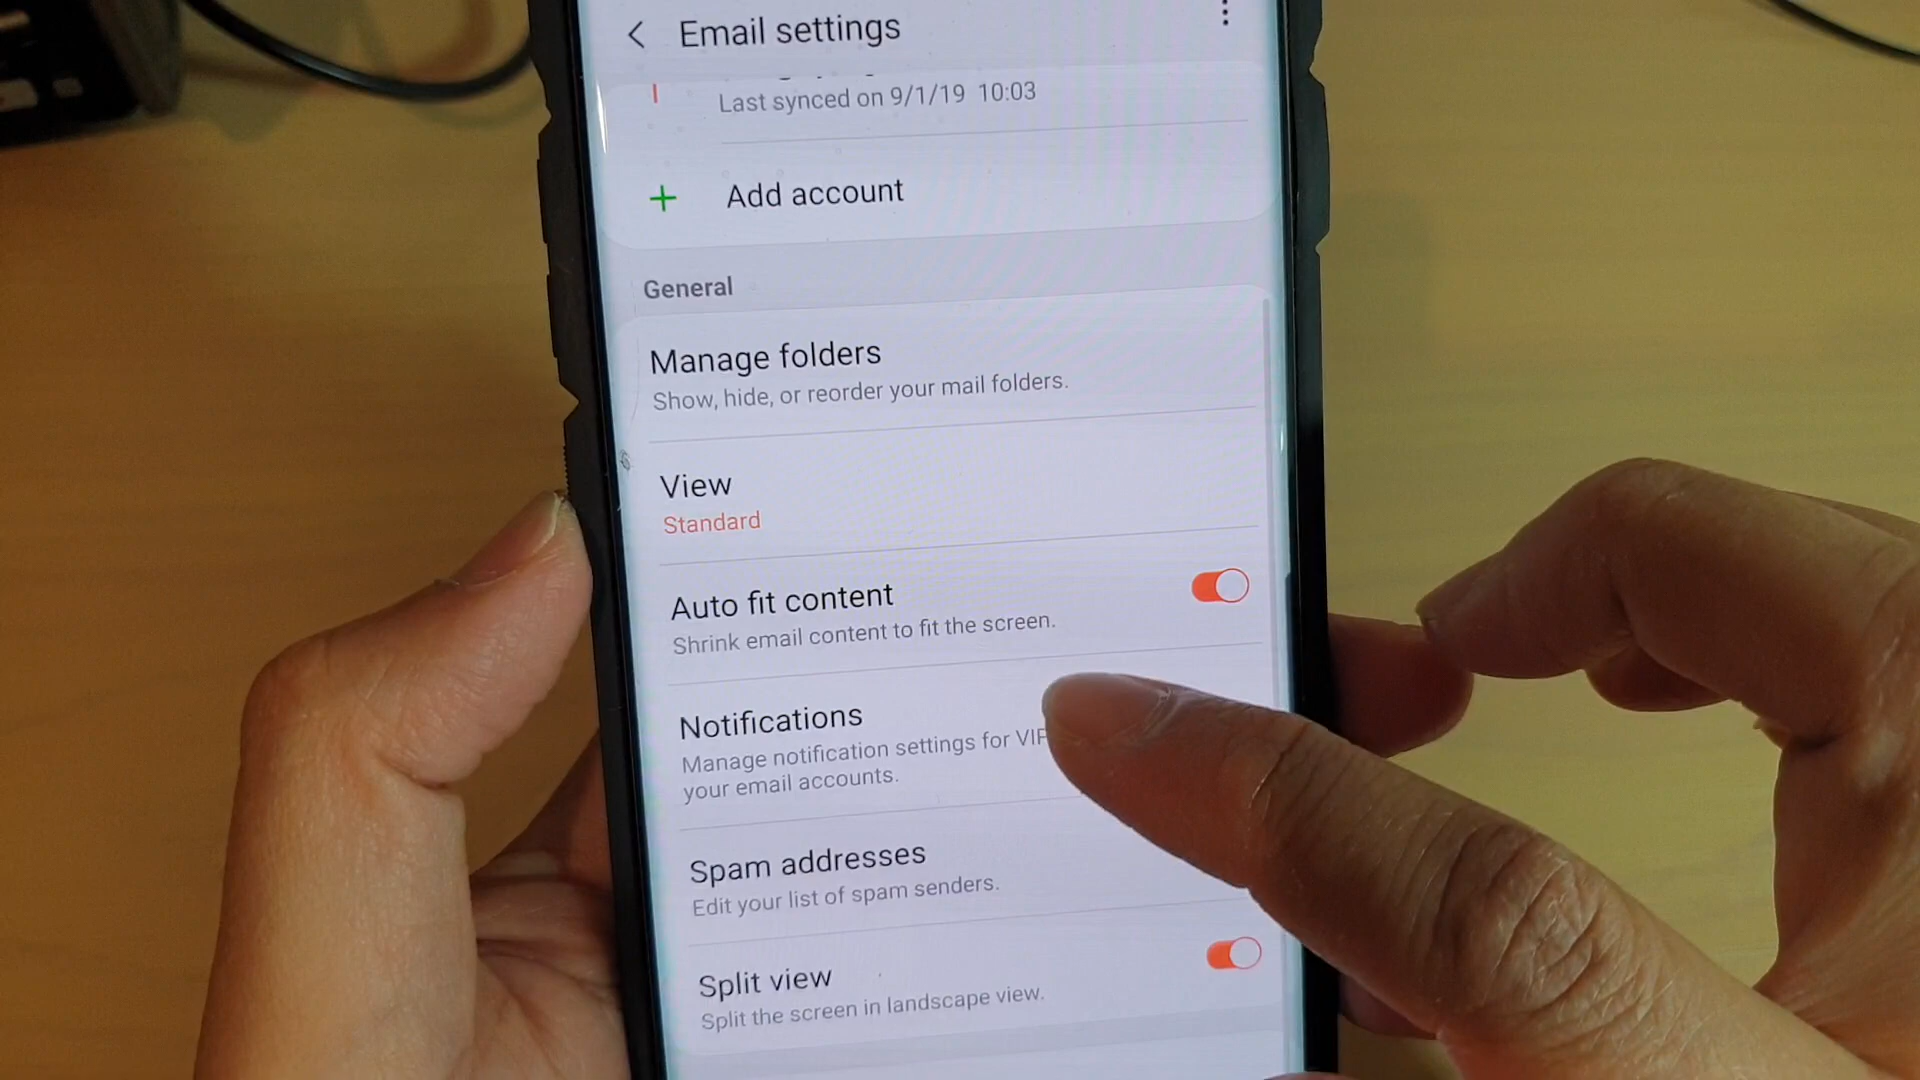 Email settings
Last synced on 9/1/19 10:03
Add account
General
Manage folders
Show, hide, or reorder your mail folders.
View
Standard
Auto fit content
Shrink email content to fit the screen.
Notifications
Manage notification settings for VIP
your email accounts.
Spam addresses
Edit your list of spam senders.
Split view
Split the screen in landscape view.